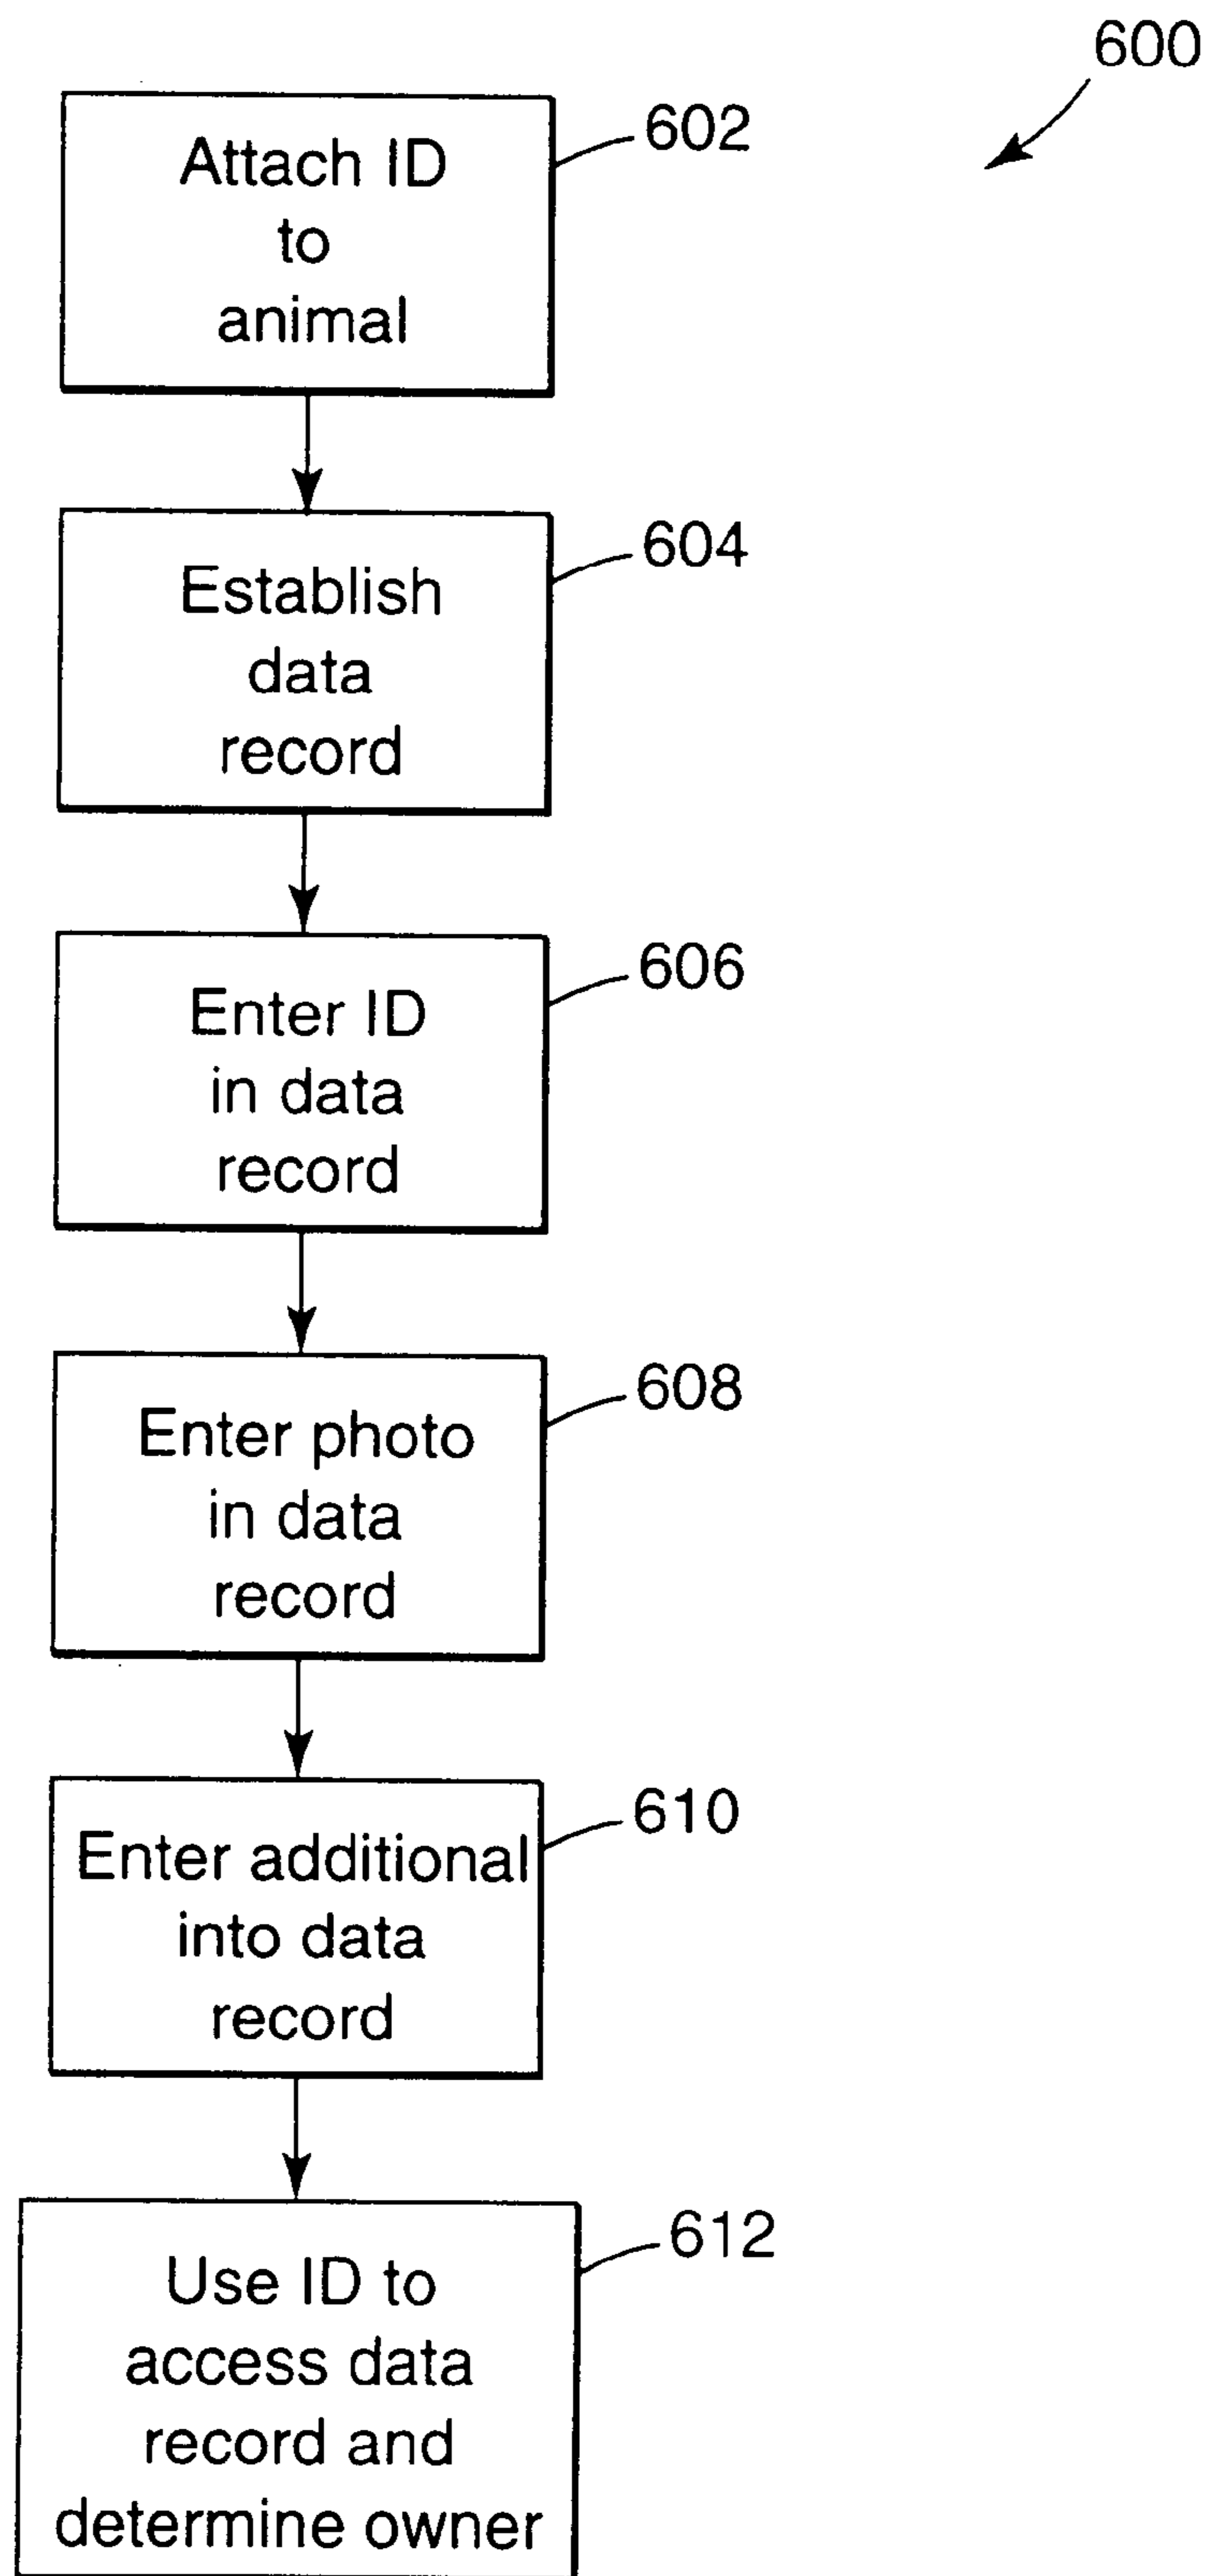 600
Attach ID
to
animal
602
Establish
data
record
604
Enter ID
in data
record
606
Enter photo
in data
record
608
Enter additional
into data
record
610
Use ID to
access data
record and
determine owner
612